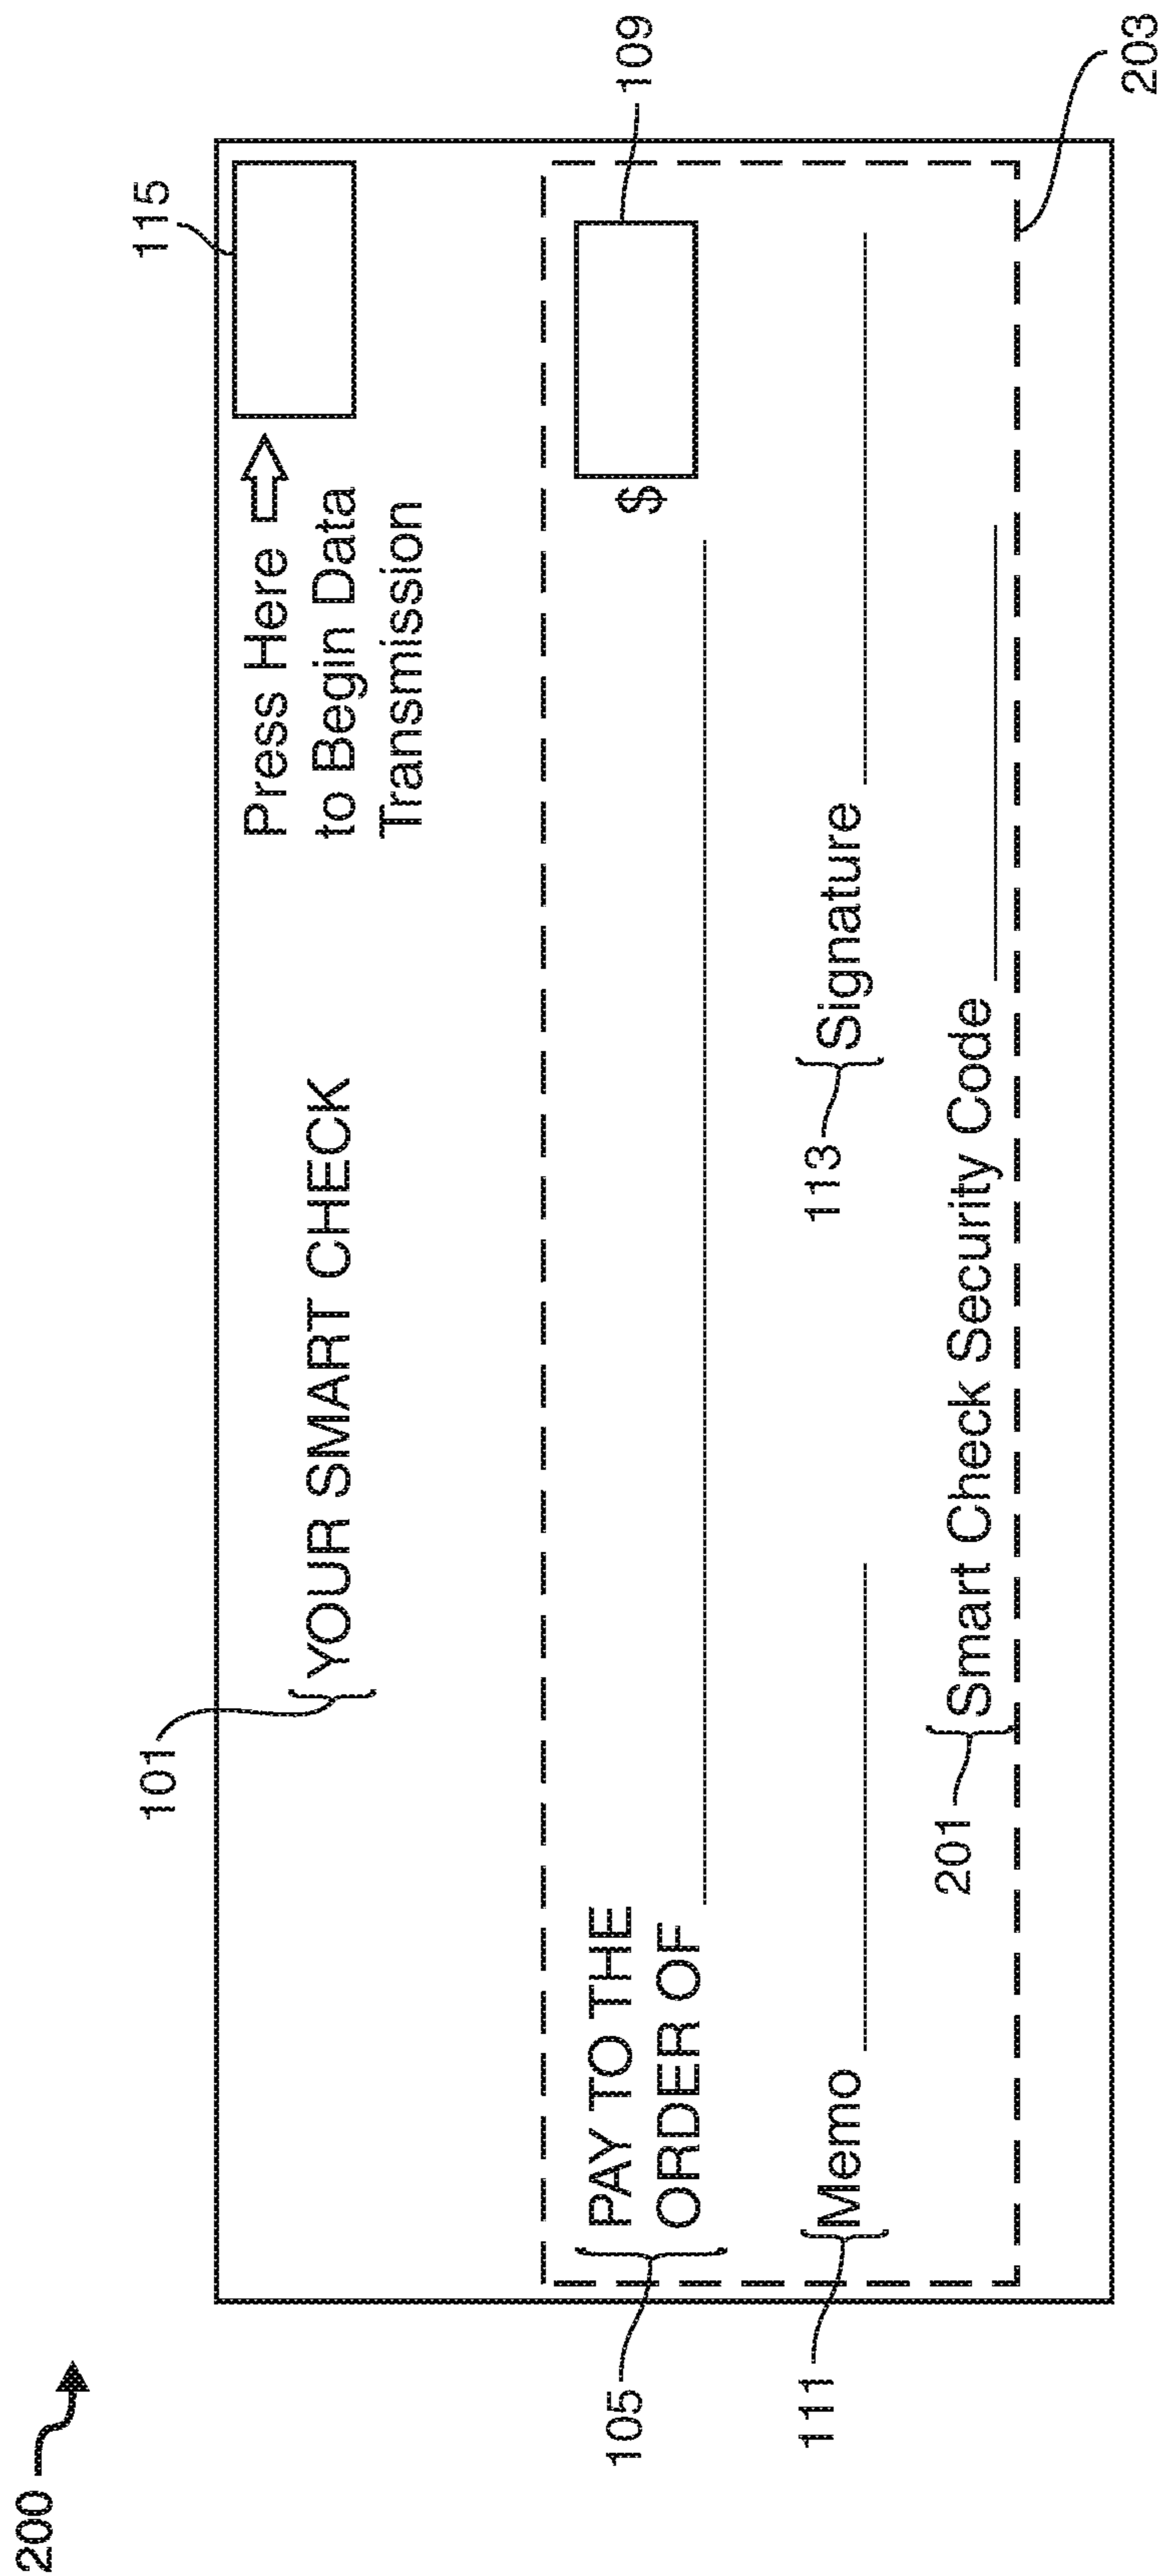 200
101
115
YOUR SMART CHECK
Press Here
to Begin Data
Transmission
105
PAY TO THE
ORDER OF
$
109
111
Memo
113
Signature
201
Smart Check Security Code
203